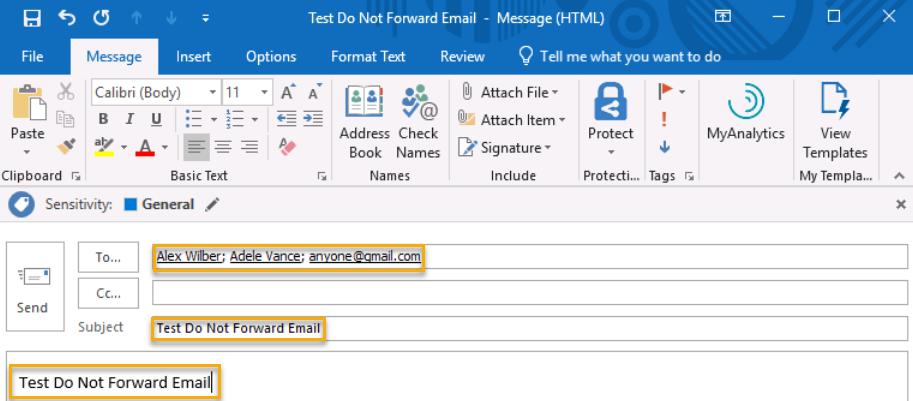 Test Do Not Forward Email - Message (HTML)
File Message Insert Options Format Text Review Tell me what you want to do
Calibri (Body) 11 A A
Attach File
Paste
B I U
Address Book
Check Names
Attach Item
Signature
Protect
!
MyAnalytics
View Templates
aby A
Clipboard Basic Text Names Include Protecti... Tags My Templa...
Sensitivity: General
To... Alex Wilber; Adele Vance; anyone@gmail.com
Cc...
Send
Subject Test Do Not Forward Email
Test Do Not Forward Email